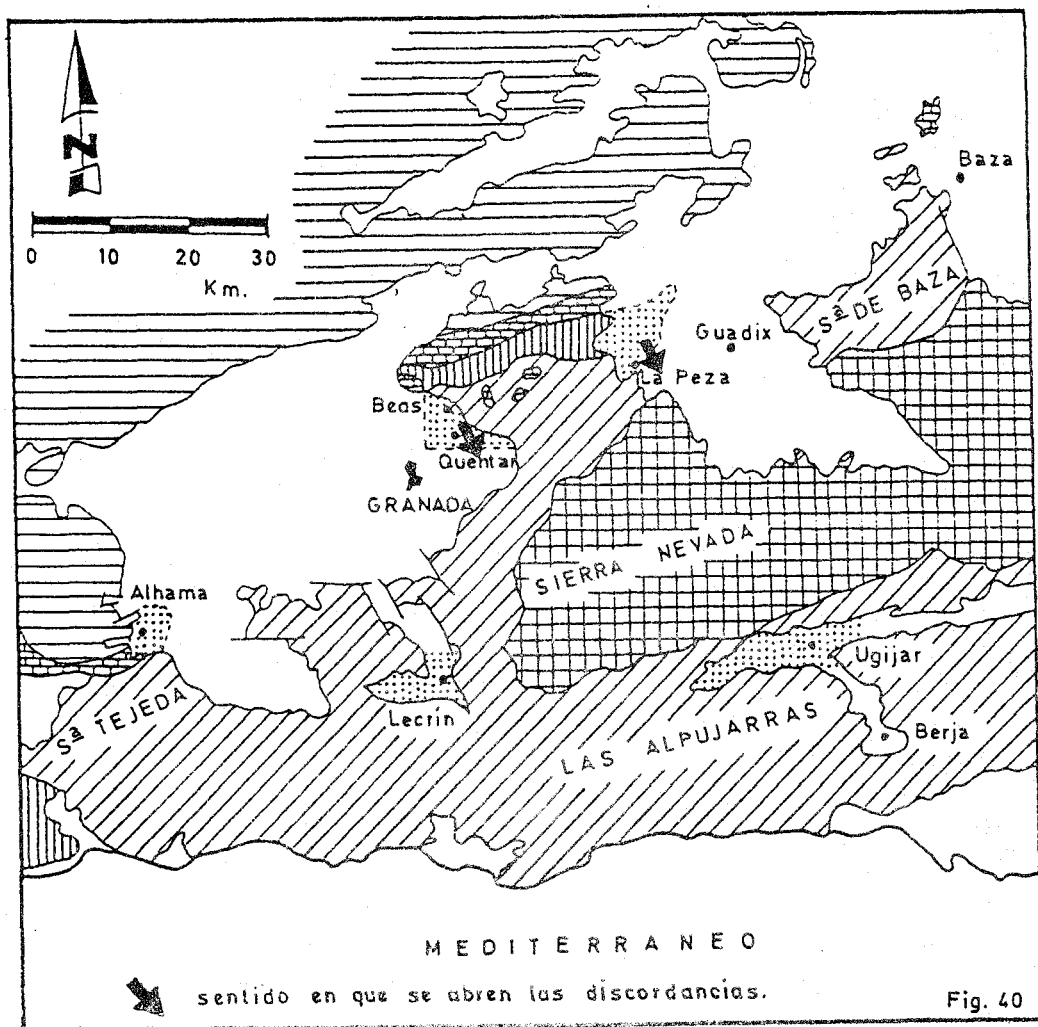 N
0 10 20 30
Km.
Baza
Sª DE BAZA
Guadix
La Peza
Beas
Quentar
GRANADA
SIERRA NEVADA
Alhama
Ugijar
Lecrín
Sª TEJEDA
LAS ALPUJARRAS
Berja
MEDITERRANEO
sentido en que se abren las discordancias.
Fig. 40